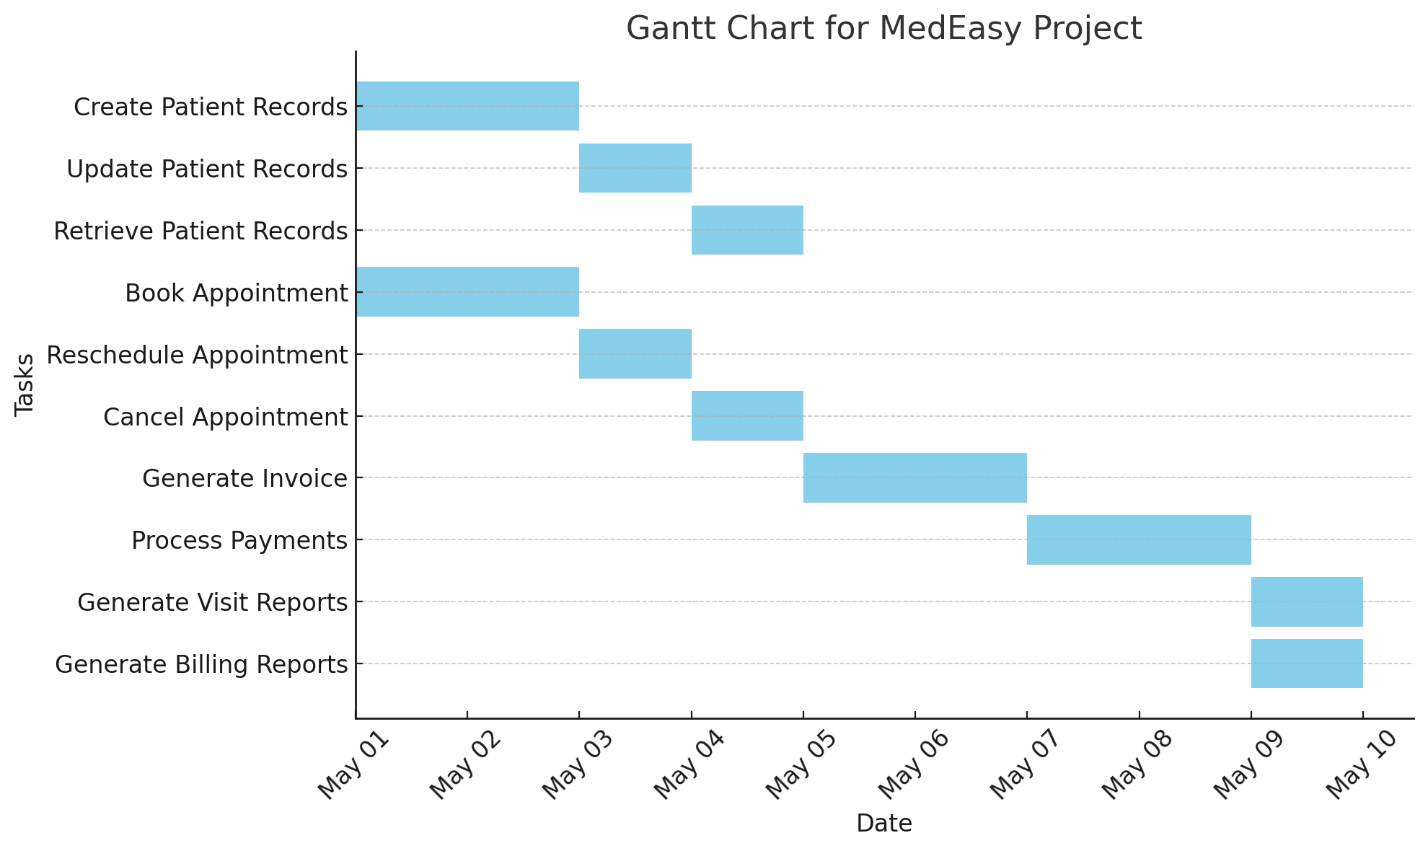 Gantt Chart for MedEasy Project
Create Patient Records
Update Patient Records
Retrieve Patient Records
Book Appointment
Reschedule Appointment
Cancel Appointment
Generate Invoice
Process Payments
Generate Visit Reports
Generate Billing Reports
Tasks
May 01
May 02
May 03
May 04
May 05
May 06
May 07
May 08
May 09
May 10
Date